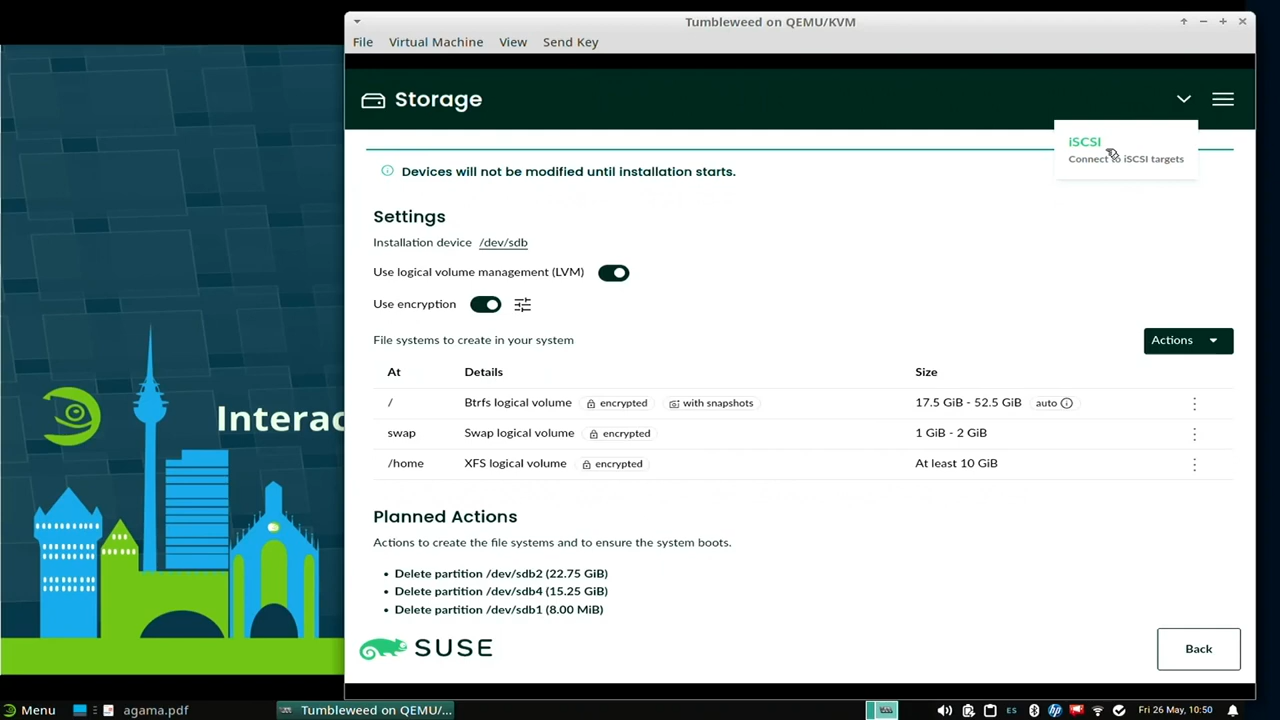 Tumbleweed on QEMU/KVM
File Virtual Machine View Send Key
Storage
iSCSI
Connect to iSCSI targets
Devices will not be modified until installation starts.
Settings
Installation device /dev/sdb
Use logical volume management (LVM)
Use encryption
File systems to create in your system
Actions
At Details Size
/ Btrfs logical volume encrypted with snapshots 17.5 GiB - 52.5 GiB auto
swap Swap logical volume encrypted 1 GiB - 2 GiB
/home XFS logical volume encrypted At least 10 GiB
Interac
Planned Actions
Actions to create the file systems and to ensure the system boots.
• Delete partition /dev/sdb2 (22.75 GiB)
• Delete partition /dev/sdb4 (15.25 GiB)
• Delete partition /dev/sdb1 (8.00 MiB)
SUSE
Back
Menu agama.pdf Tumbleweed on QEMU/... ES Fri 26 May, 10:50